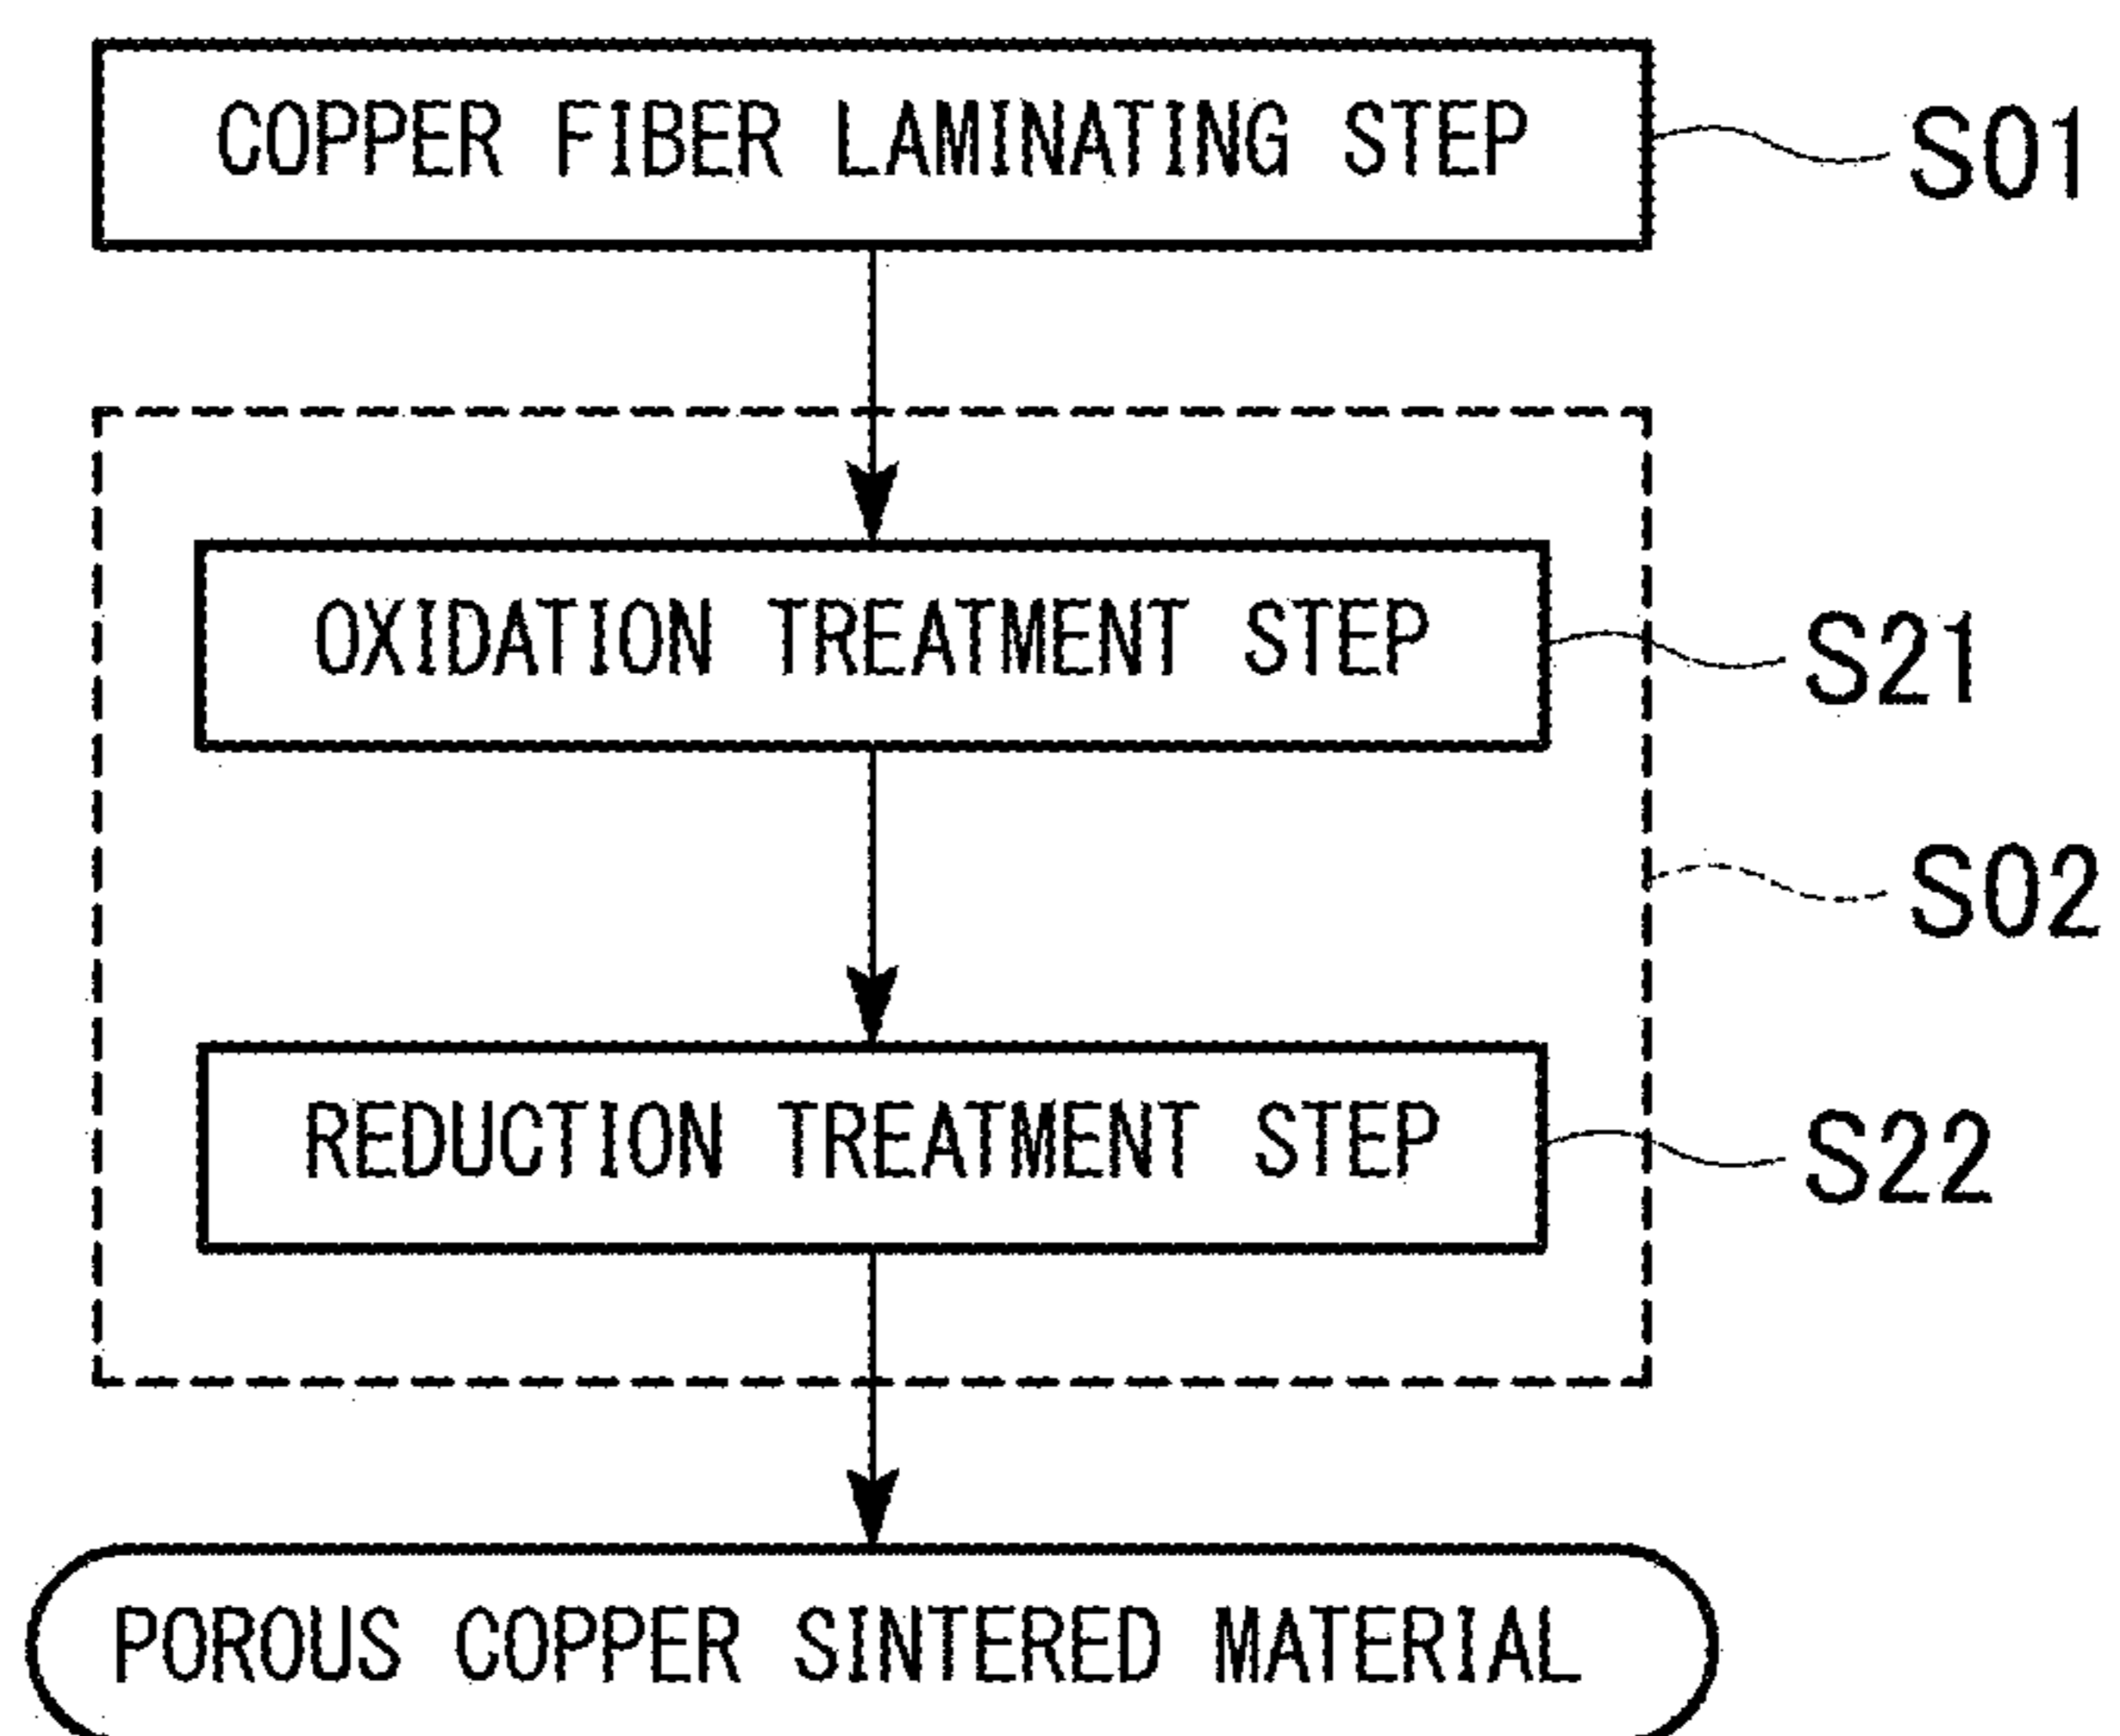 COPPER FIBER LAMINATING STEP S01
OXIDATION TREATMENT STEP S21
S02
REDUCTION TREATMENT STEP S22
POROUS COPPER SINTERED MATERIAL